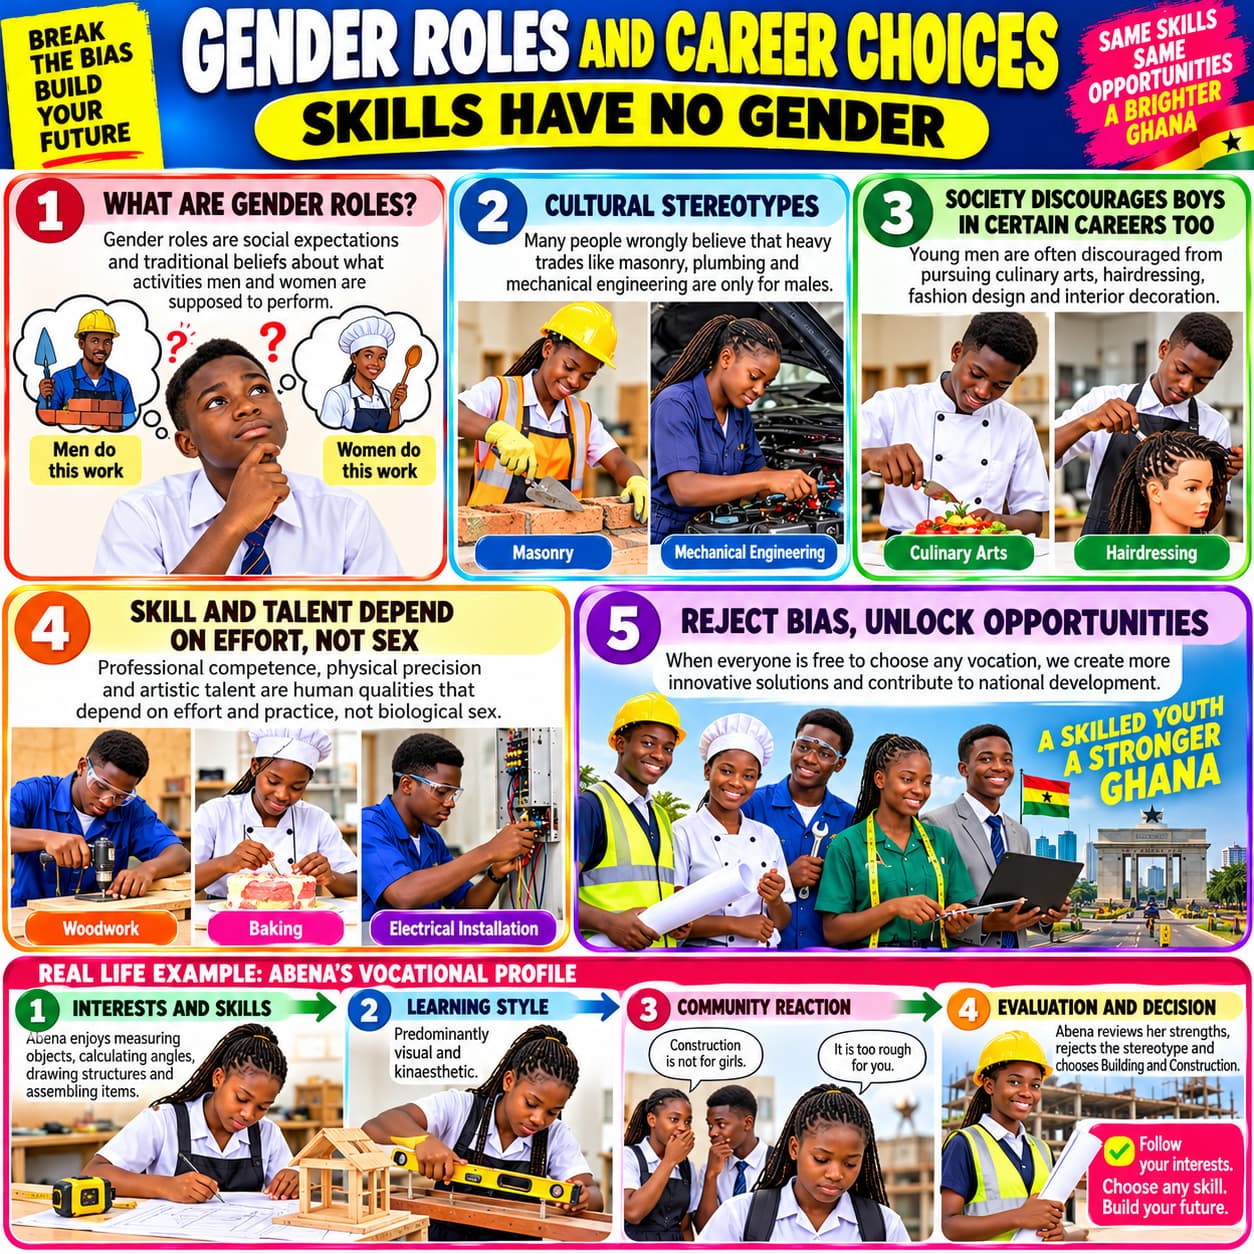 BREAK
THE BIAS
BUILD
YOUR
FUTURE
GENDER ROLES AND CAREER CHOICES
SKILLS HAVE NO GENDER
SAME SKILLS
SAME
OPPORTUNITIES
A BRIGHTER
GHANA
1
WHAT ARE GENDER ROLES?
Gender roles are social expectations
and traditional beliefs about what
activities men and women are
supposed to perform.
?
?
Men do
this work
Women do
this work
2
CULTURAL STEREOTYPES
Many people wrongly believe that heavy
trades like masonry, plumbing and
mechanical engineering are only for males.
Masonry
Mechanical Engineering
3
SOCIETY DISCOURAGES BOYS
IN CERTAIN CAREERS TOO
Young men are often discouraged from
pursuing culinary arts, hairdressing,
fashion design and interior decoration.
Culinary Arts
Hairdressing
4
SKILL AND TALENT DEPEND
ON EFFORT, NOT SEX
Professional competence, physical precision
and artistic talent are human qualities that
depend on effort and practice, not biological sex.
Woodwork
Baking
Electrical Installation
5
REJECT BIAS, UNLOCK OPPORTUNITIES
When everyone is free to choose any vocation, we create more
innovative solutions and contribute to national development.
A SKILLED YOUTH
A STRONGER
GHANA
REAL LIFE EXAMPLE: ABENA'S VOCATIONAL PROFILE
1
INTERESTS AND SKILLS
Abena enjoys measuring
objects, calculating angles,
drawing structures and
assembling items.
2
LEARNING STYLE
Predominantly
visual and
kinaesthetic.
3
COMMUNITY REACTION
Construction
is not for girls.
It is too rough
for you.
4
EVALUATION AND DECISION
Abena reviews her strengths,
rejects the stereotype and
chooses Building and Construction.
Follow
your interests.
Choose any skill.
Build your future.